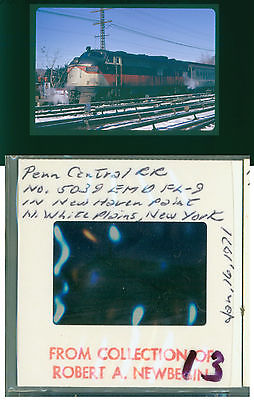 Penn Central RR
No. 5039 EMD FL-9
IN New Haven Paint
N. White Plains, New York
Jan, 16, 1971
FROM COLLECTION OF
ROBERT A. NEWBEGIN
13